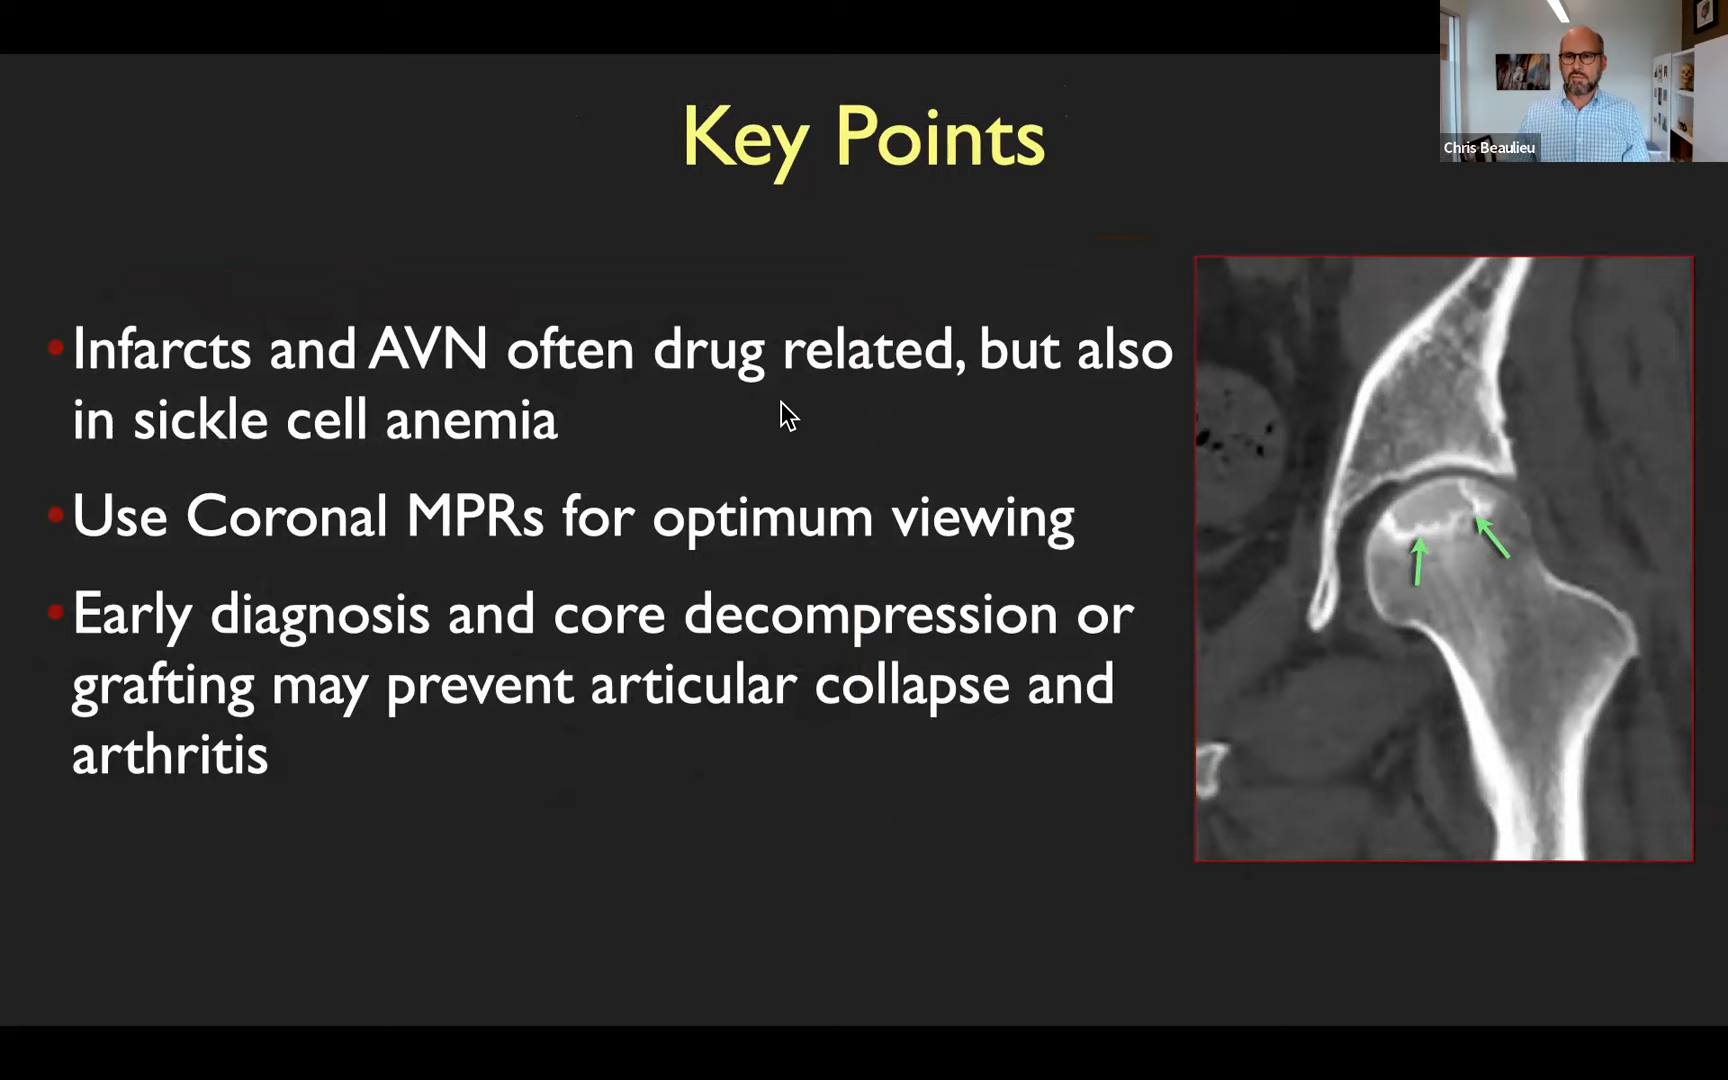 Key Points
Chris Beaulieu
•Infarcts and AVN often drug related, but also
in sickle cell anemia
•Use Coronal MPRs for optimum viewing
•Early diagnosis and core decompression or
grafting may prevent articular collapse and
arthritis